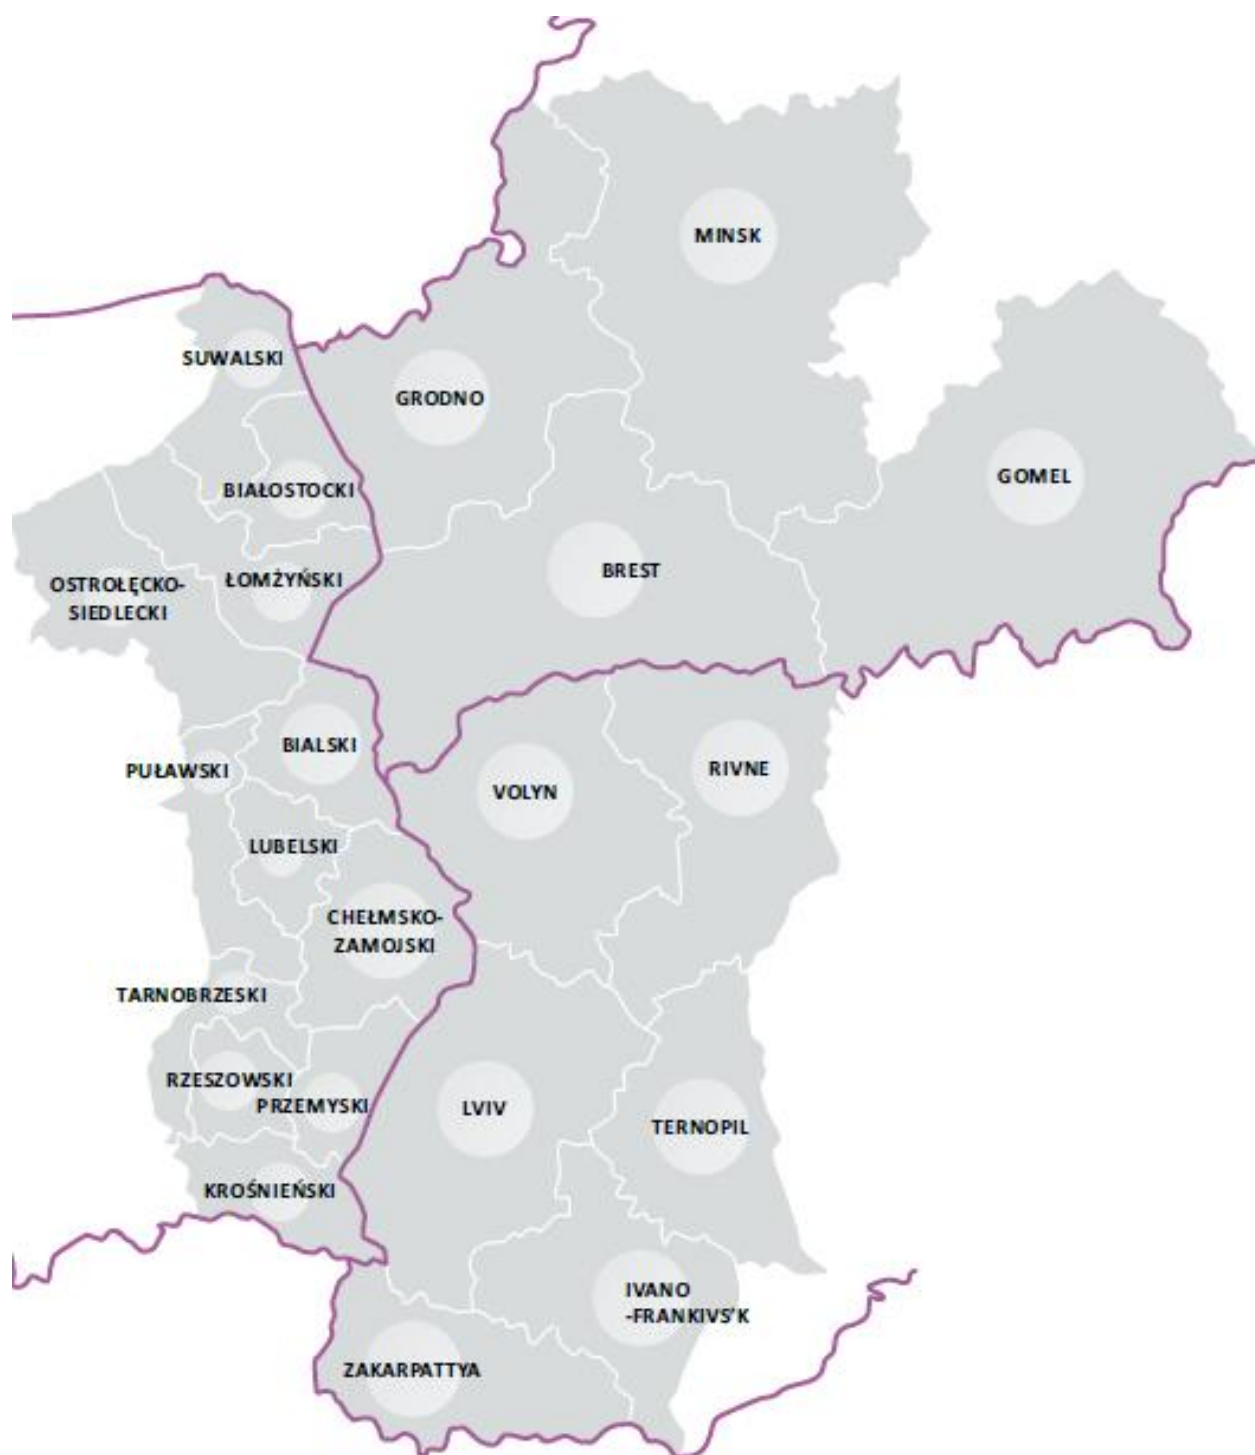 MINSK
SUWALSKI
GRODNO
GOMEL
BIAŁOSTOCKI
BREST
ŁOMŻYŃSKI
OSTROŁĘCKO-
SIEDLECKI
BIALSKI
PUŁAWSKI
RIVNE
VOLYN
LUBELSKI
CHEŁMSKO-
ZAMOJSKI
TARNOBRZESKI
RZESZOWSKI
PRZEMYSKI
LVIV
TERNOPIL
KROŚNIEŃSKI
IVANO
-FRANKIVS’K
ZAKARPATTYA